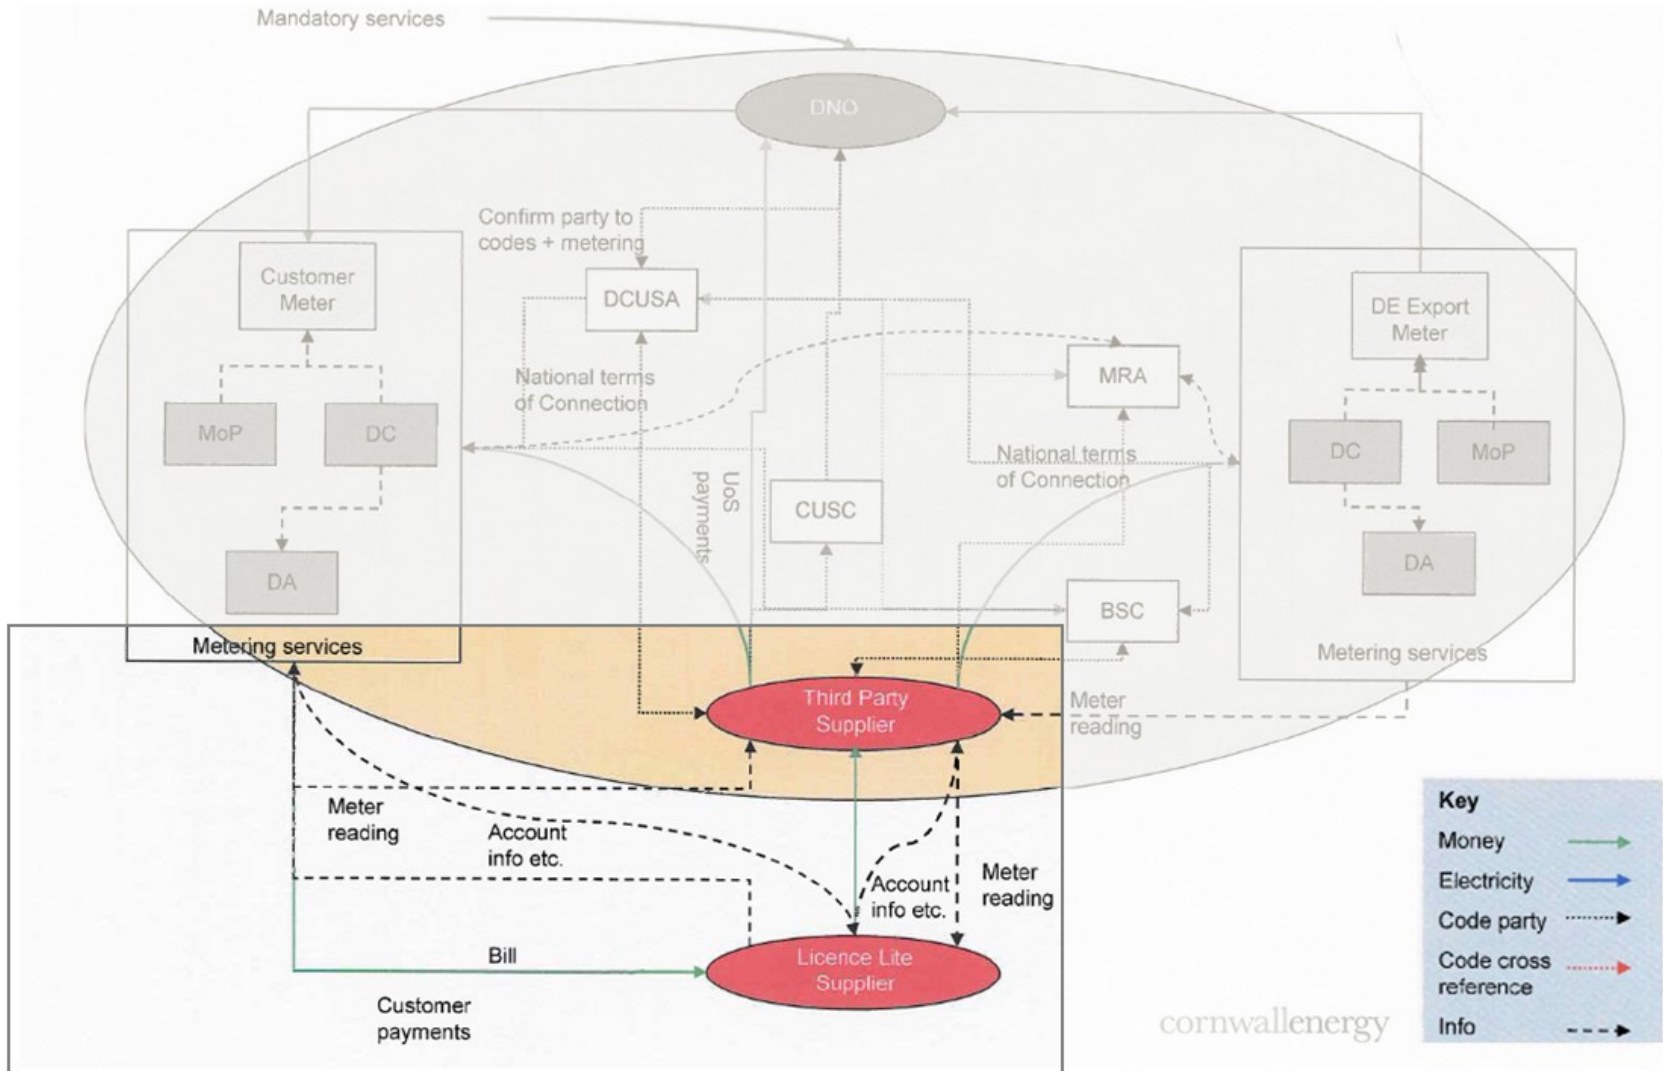 Mandatory services
DNO
Confirm party to
codes + metering
Customer
Meter
DCUSA
DE Export
Meter
National terms
of Connection
MRA
MoP
DC
DC
MoP
National terms
of Connection
UoS
payments
CUSC
DA
DA
BSC
Metering services
Metering services
Third Party
Supplier
Meter
reading
Meter
reading
Account
info etc.
Account
info etc.
Meter
reading
Bill
Licence Lite
Supplier
Customer
payments
Key
Money
Electricity
Code party
Code cross
reference
Info
cornwallenergy